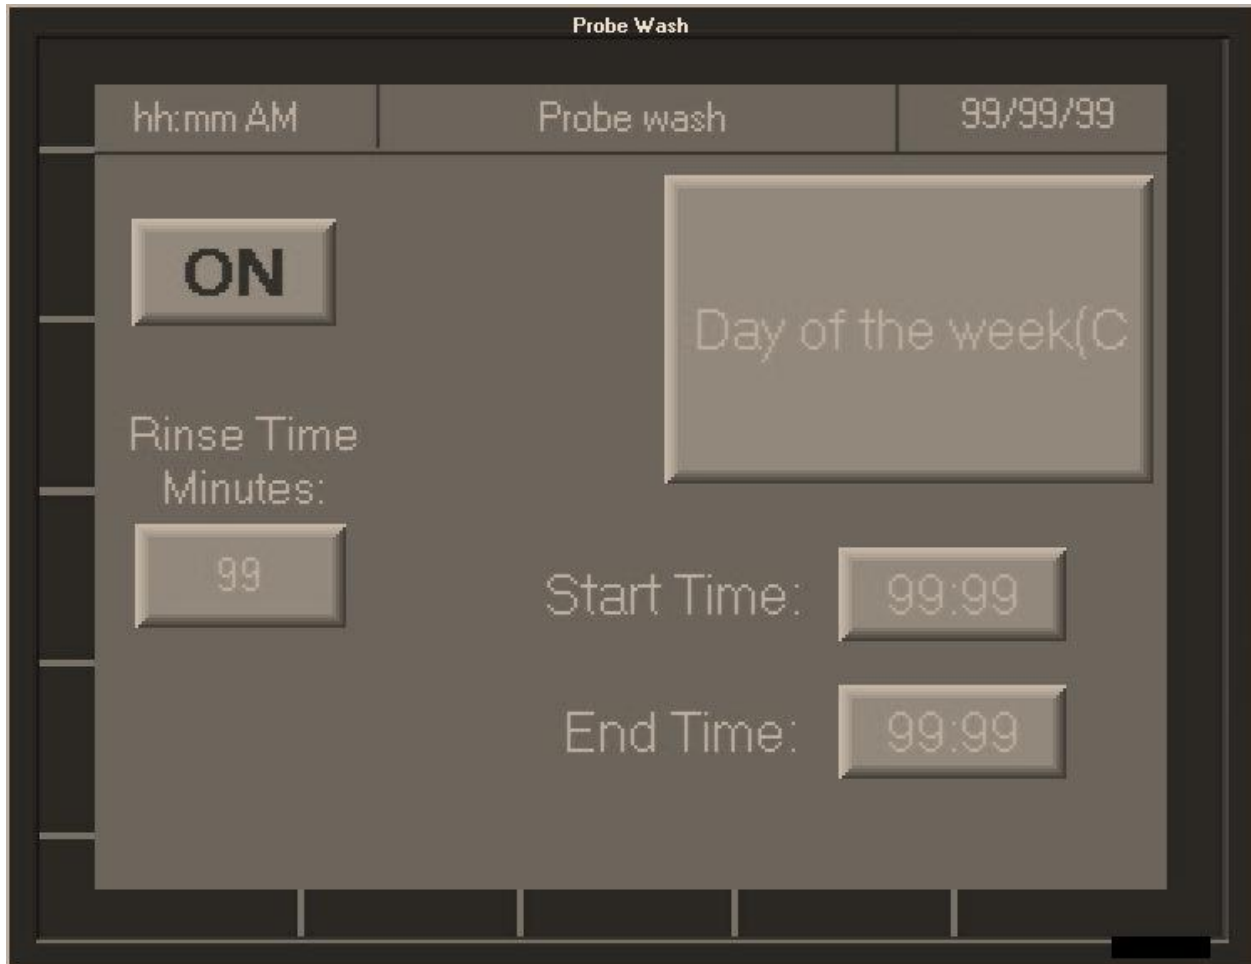 Probe Wash
hh:mm AM
Probe wash
99/99/99
ON
Day of the week(C
Rinse Time
Minutes:
99
Start Time:
99:99
End Time:
99:99